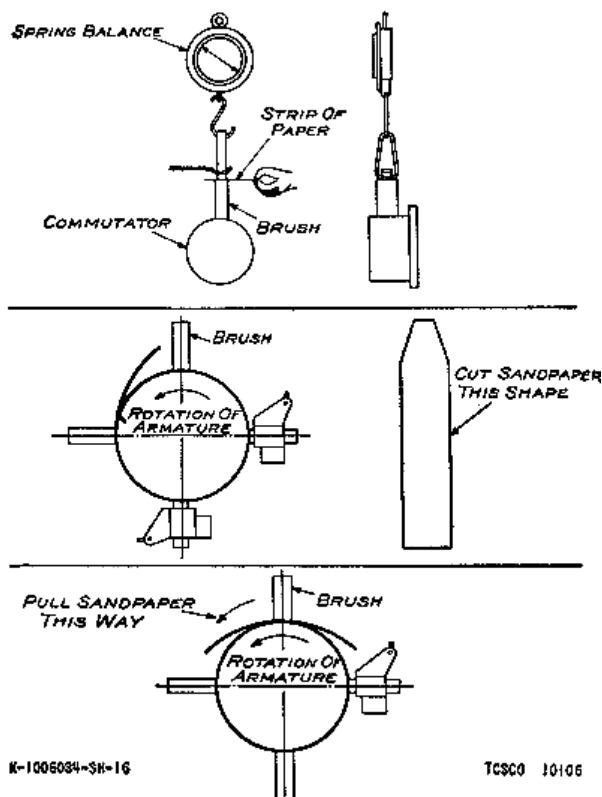 SPRING BALANCE
STRIP OF
PAPER
COMMUTATOR
BRUSH
BRUSH
ROTATION OF
ARMATURE
CUT SANDPAPER
THIS SHAPE
PULL SANDPAPER
THIS WAY
BRUSH
ROTATION OF
ARMATURE
K-1006034-SH-16
TCSCO 10106